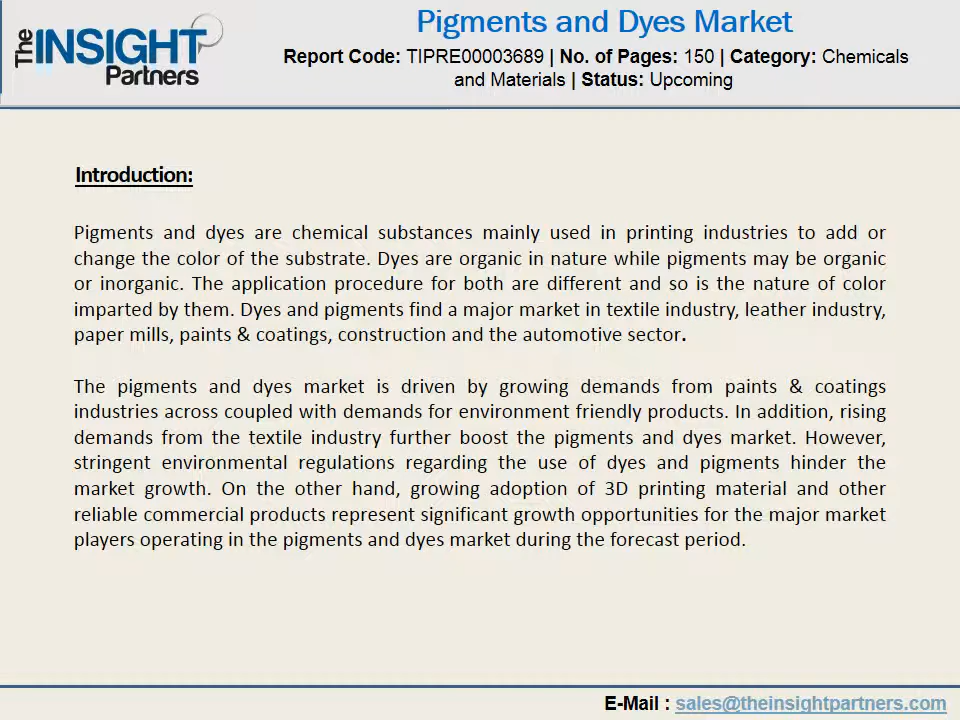 The
INSIGHT
Partners
Pigments and Dyes Market
Report Code: TIPRE00003689 | No. of Pages: 150 | Category: Chemicals
and Materials | Status: Upcoming
Introduction:
Pigments and dyes are chemical substances mainly used in printing industries to add or
change the color of the substrate. Dyes are organic in nature while pigments may be organic
or inorganic. The application procedure for both are different and so is the nature of color
imparted by them. Dyes and pigments find a major market in textile industry, leather industry,
paper mills, paints & coatings, construction and the automotive sector.
The pigments and dyes market is driven by growing demands from paints & coatings
industries across coupled with demands for environment friendly products. In addition, rising
demands from the textile industry further boost the pigments and dyes market. However,
stringent environmental regulations regarding the use of dyes and pigments hinder the
market growth. On the other hand, growing adoption of 3D printing material and other
reliable commercial products represent significant growth opportunities for the major market
players operating in the pigments and dyes market during the forecast period.
E-Mail : sales@theinsightpartners.com